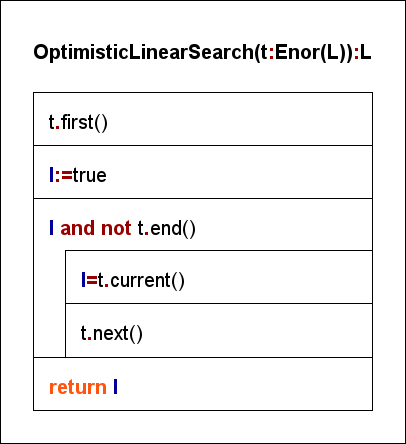 OptimisticLinearSearch(t:Enor(L)):L
t.first()
l:=true
l and not t.end()
l=t.current()
t.next()
return l